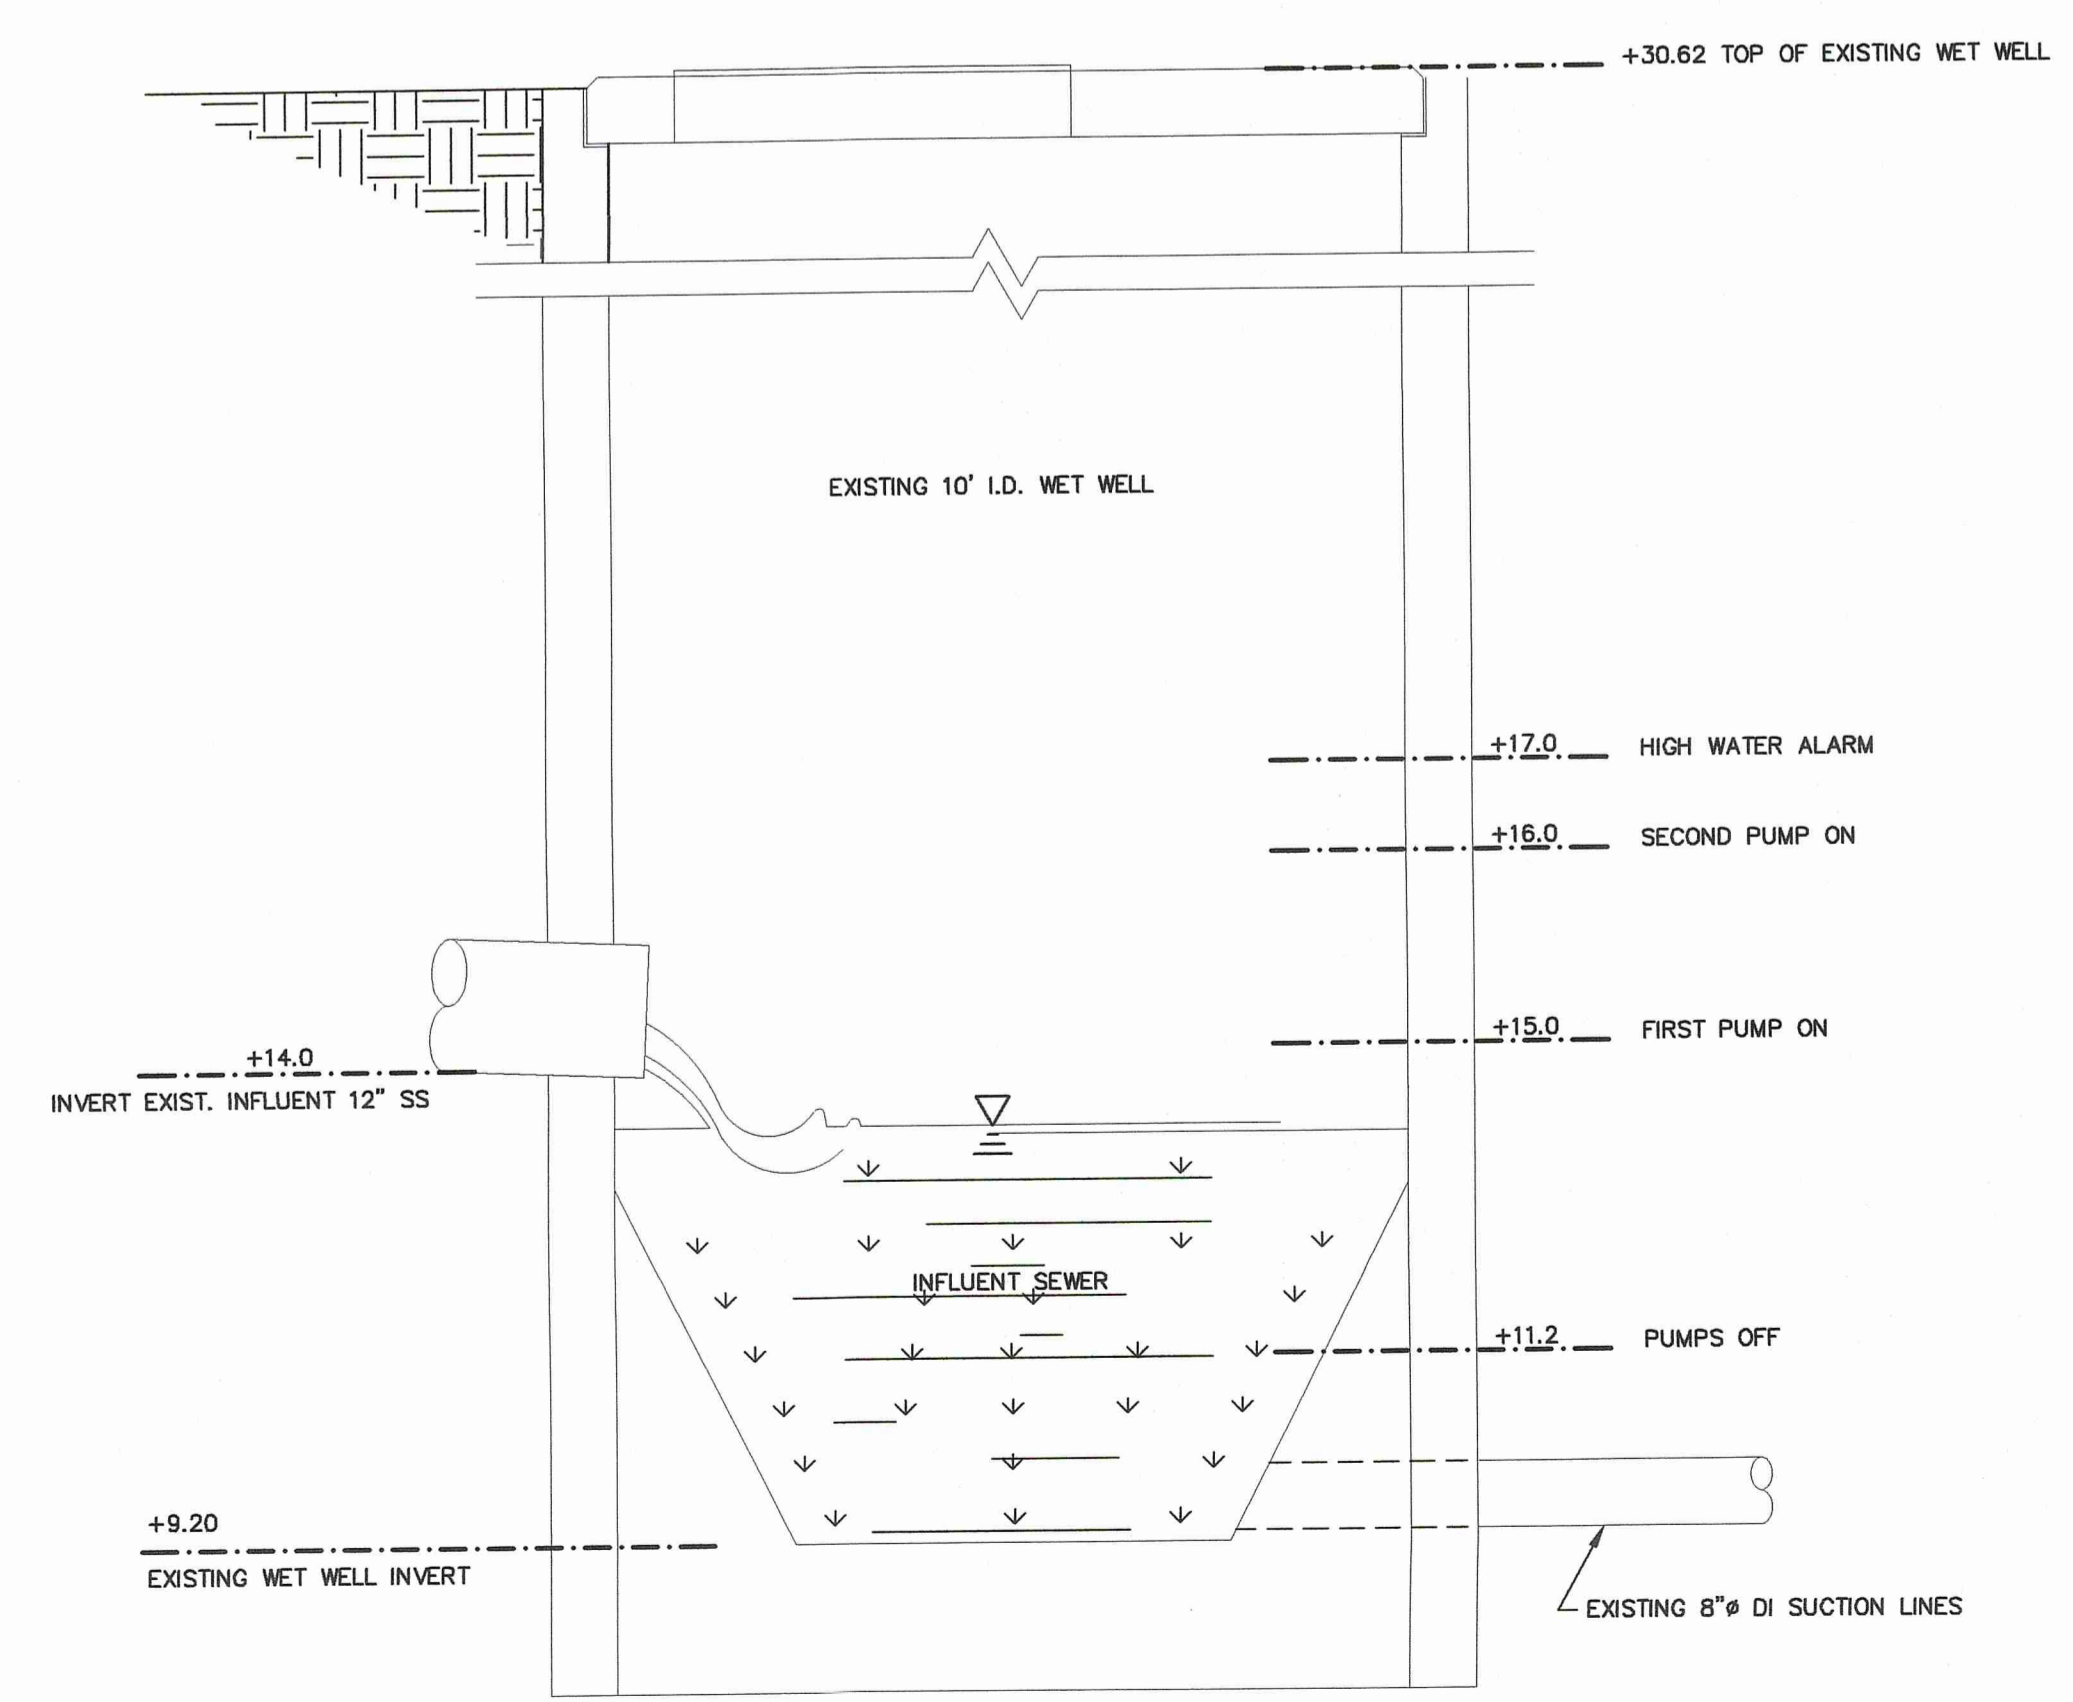 +30.62 TOP OF EXISTING WET WELL
EXISTING 10' I.D. WET WELL
+17.0 HIGH WATER ALARM
+16.0 SECOND PUMP ON
+15.0 FIRST PUMP ON
+14.0
INVERT EXIST. INFLUENT 12" SS
INFLUENT SEWER
+11.2 PUMPS OFF
+9.20
EXISTING WET WELL INVERT
EXISTING 8"ø DI SUCTION LINES